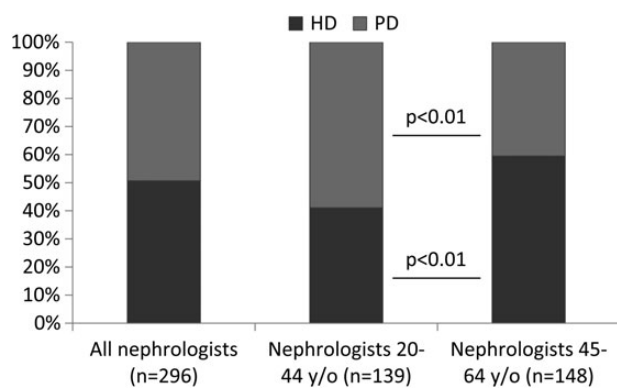 HD PD
100%
90%
80%
70%
60%
50%
40%
30%
20%
10%
0%
p<0.01
p<0.01
All nephrologists
(n=296)
Nephrologists 20-
44 y/o (n=139)
Nephrologists 45-
64 y/o (n=148)